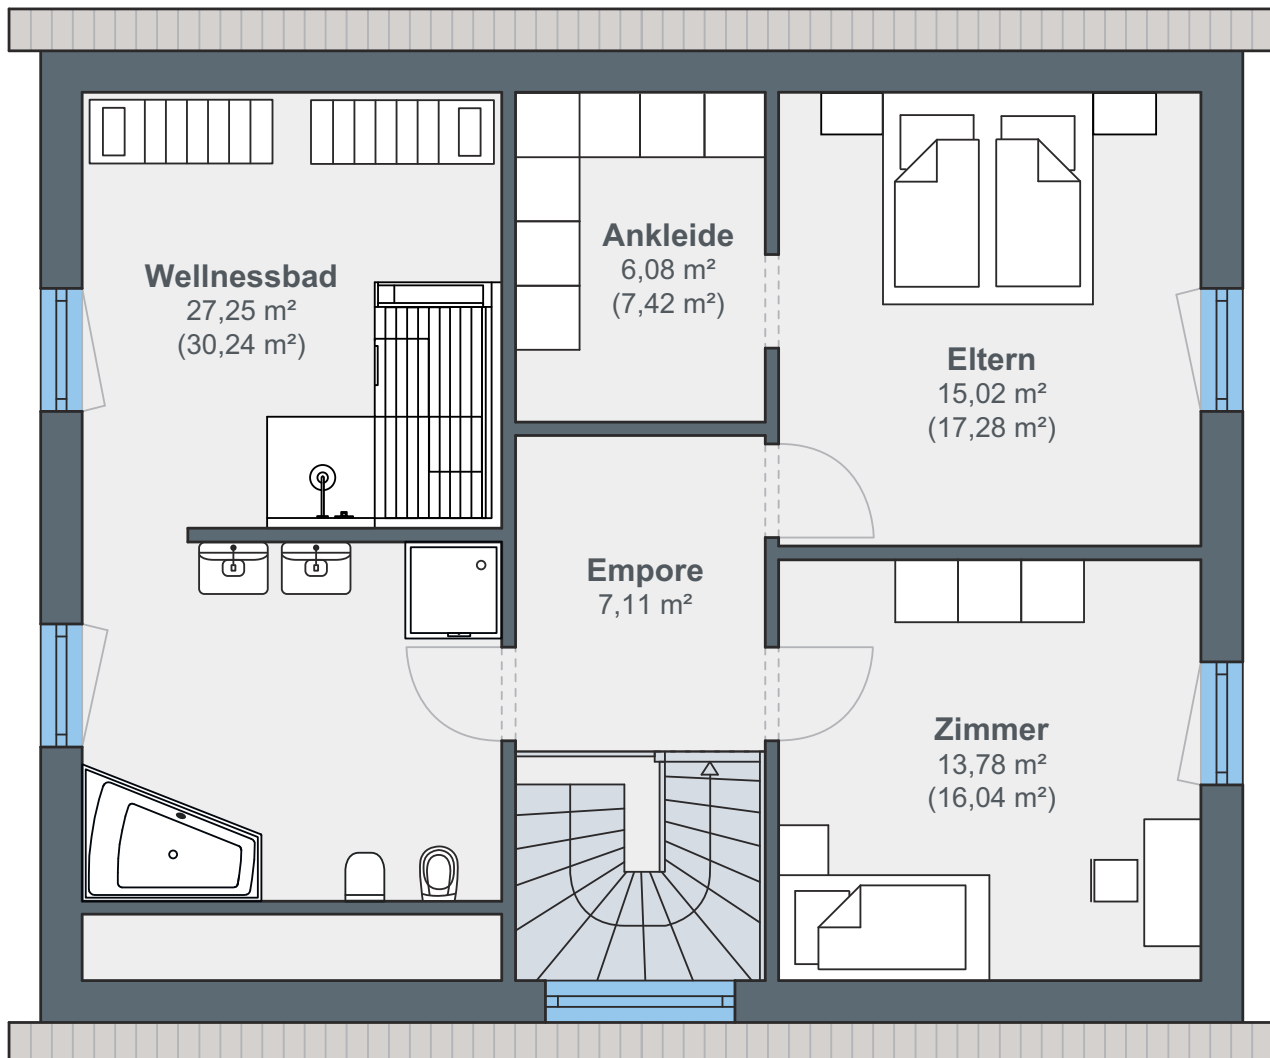 Wellnessbad
27,25 m²
(30,24 m²)
Ankleide
6,08 m²
(7,42 m²)
Eltern
15,02 m²
(17,28 m²)
Empore
7,11 m²
Zimmer
13,78 m²
(16,04 m²)